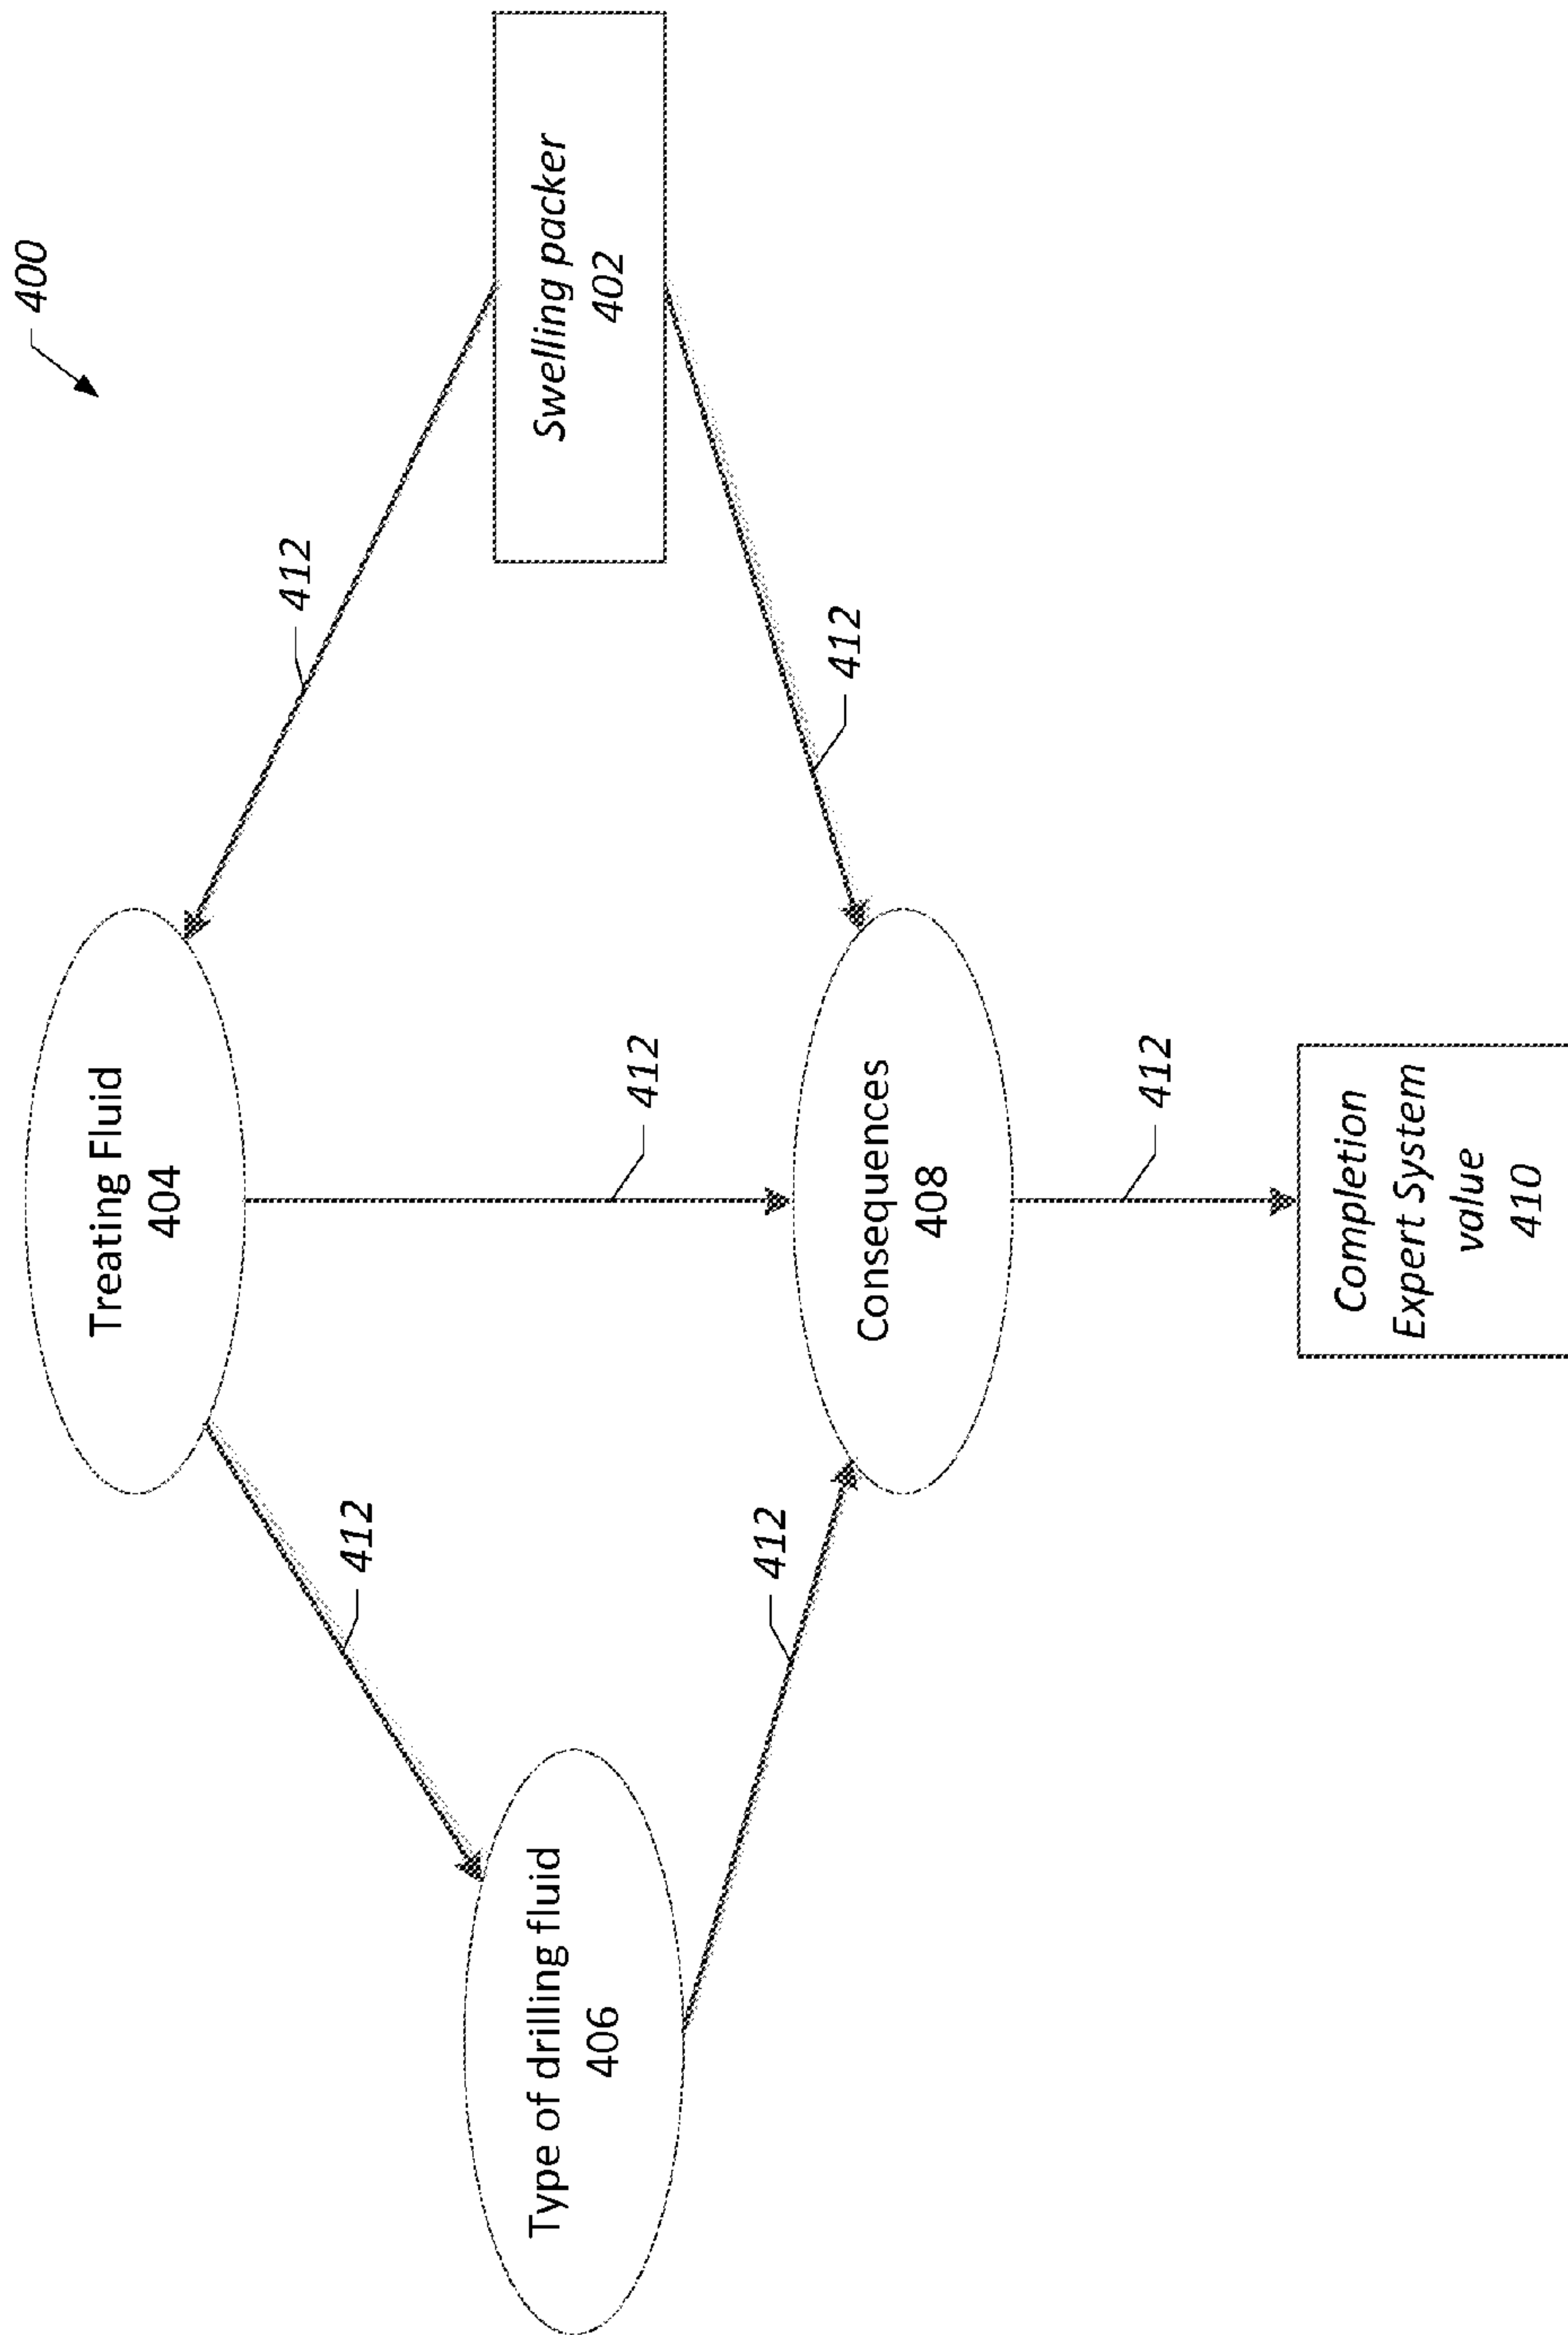 400
Treating Fluid
404
412
412
Type of drilling fluid
406
Swelling packer
402
412
412
412
Consequences
408
412
Completion
Expert System
value
410